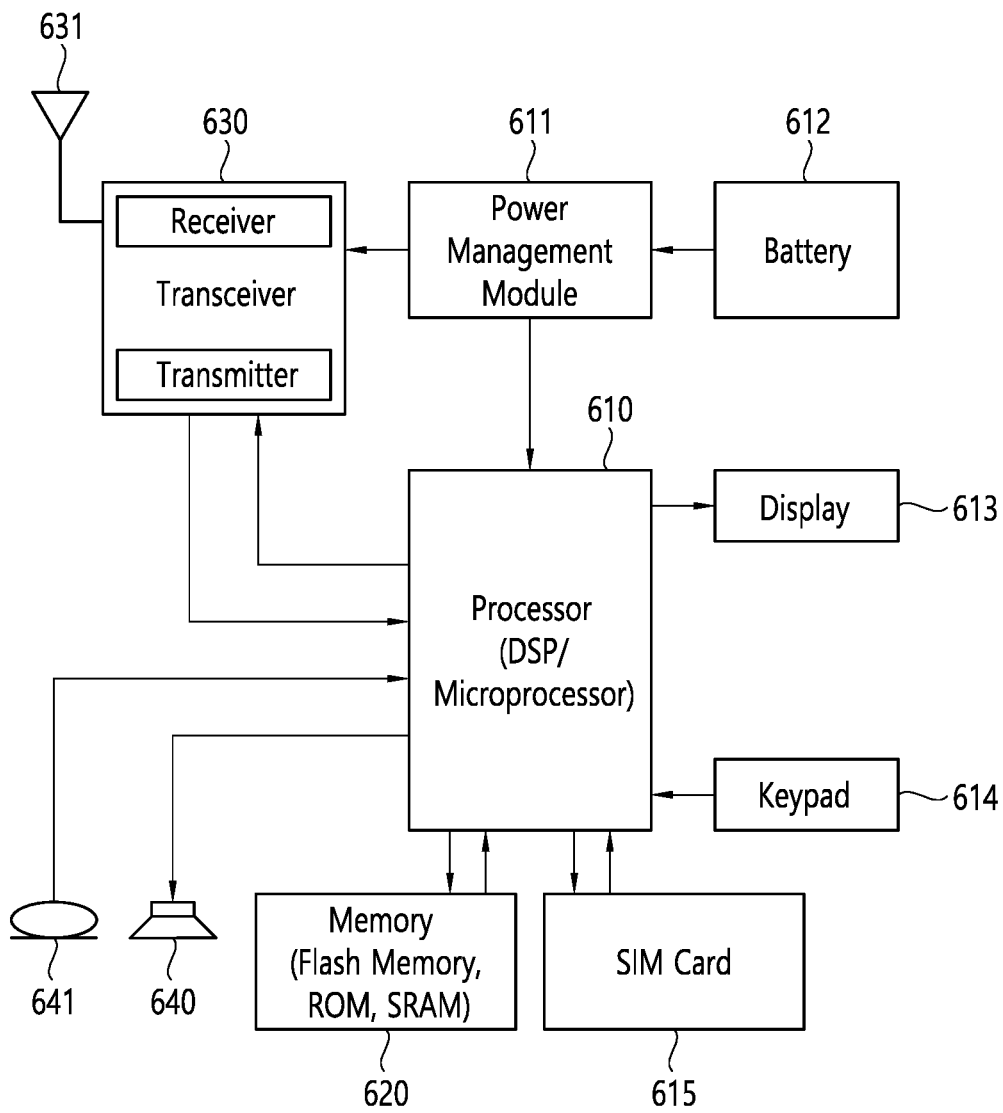 631
630
611
612
Receiver
Transceiver
Transmitter
Power
Management
Module
Battery
610
Display
613
Processor
(DSP/
Microprocessor)
Keypad
614
641
640
Memory
(Flash Memory,
ROM, SRAM)
SIM Card
620
615